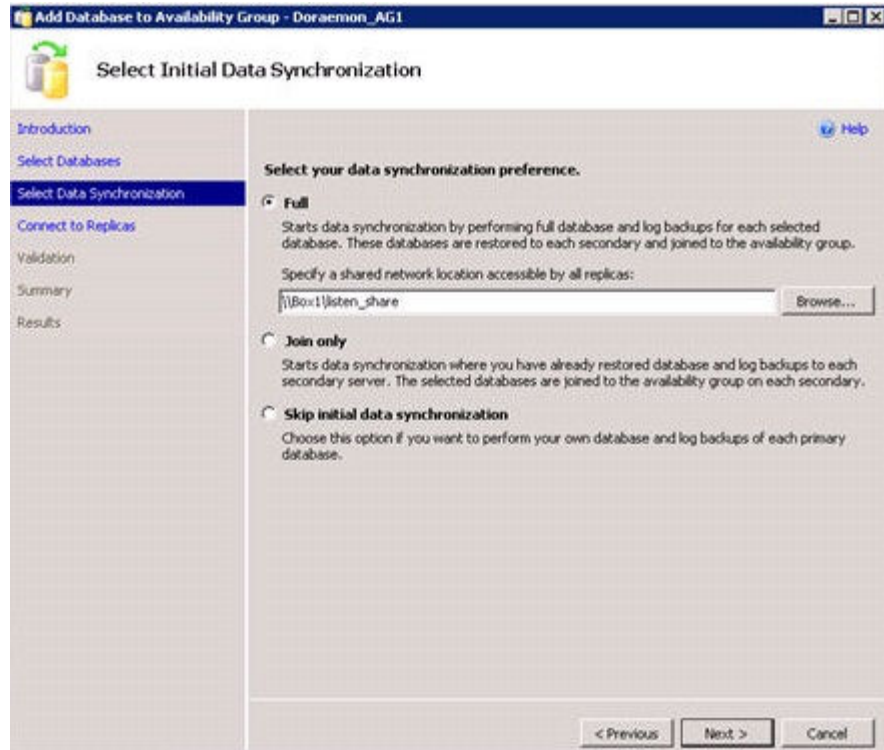 Add Database to Availability Group - Doraemon_AG1
Select Initial Data Synchronization
Introduction
Select Databases
Select Data Synchronization
Connect to Replicas
Validation
Summary
Results
Help
Select your data synchronization preference.
Full
Starts data synchronization by performing full database and log backups for each selected
database. These databases are restored to each secondary and joined to the availability group.
Specify a shared network location accessible by all replicas:
\\Box1\listen_share
Browse...
Join only
Starts data synchronization where you have already restored database and log backups to each
secondary server. The selected databases are joined to the availability group on each secondary.
Skip initial data synchronization
Choose this option if you want to perform your own database and log backups of each primary
database.
< Previous
Next >
Cancel